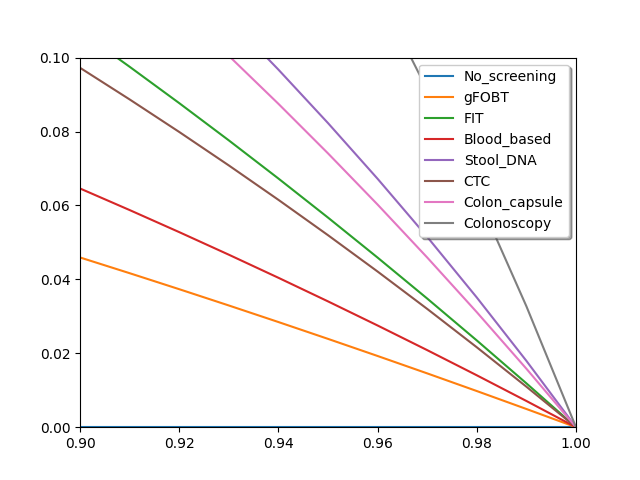 0.10
0.08
0.06
0.04
0.02
0.00
0.90
0.92
0.94
0.96
0.98
1.00
No_screening
gFOBT
FIT
Blood_based
Stool_DNA
CTC
Colon_capsule
Colonoscopy